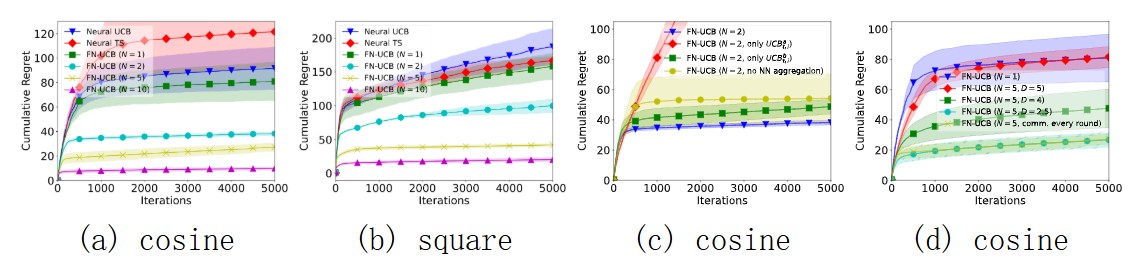 Cumulative Regret
120
100
80
60
40
20
0
Neural UCB
Neural TS
FN-UCB (N = 1)
FN-UCB (N = 2)
FN-UCB (N = 5)
FN-UCB (N = 10)
0 1000 2000 3000 4000 5000
Iterations
(a) cosine
Cumulative Regret
200
150
100
50
0
Neural UCB
Neural TS
FN-UCB (N = 1)
FN-UCB (N = 2)
FN-UCB (N = 5)
FN-UCB (N = 10)
0 1000 2000 3000 4000 5000
Iterations
(b) square
Cumulative Regret
100
80
60
40
20
0
FN-UCB (N = 2)
FN-UCB (N = 2, only
FN-UCB (N = 2, only
FN-UCB (N = 2, no NN aggregation)
0 1000 2000 3000 4000 5000
Iterations
(c) cosine
Cumulative Regret
100
80
60
40
20
0
FN-UCB (N = 1)
FN-UCB (N = 5, D = 5)
FN-UCB (N = 5, D = 4)
FN-UCB (N = 5, D = 2.5)
FN-UCB (N = 5, comm. every round)
0 1000 2000 3000 4000 5000
Iterations
(d) cosine